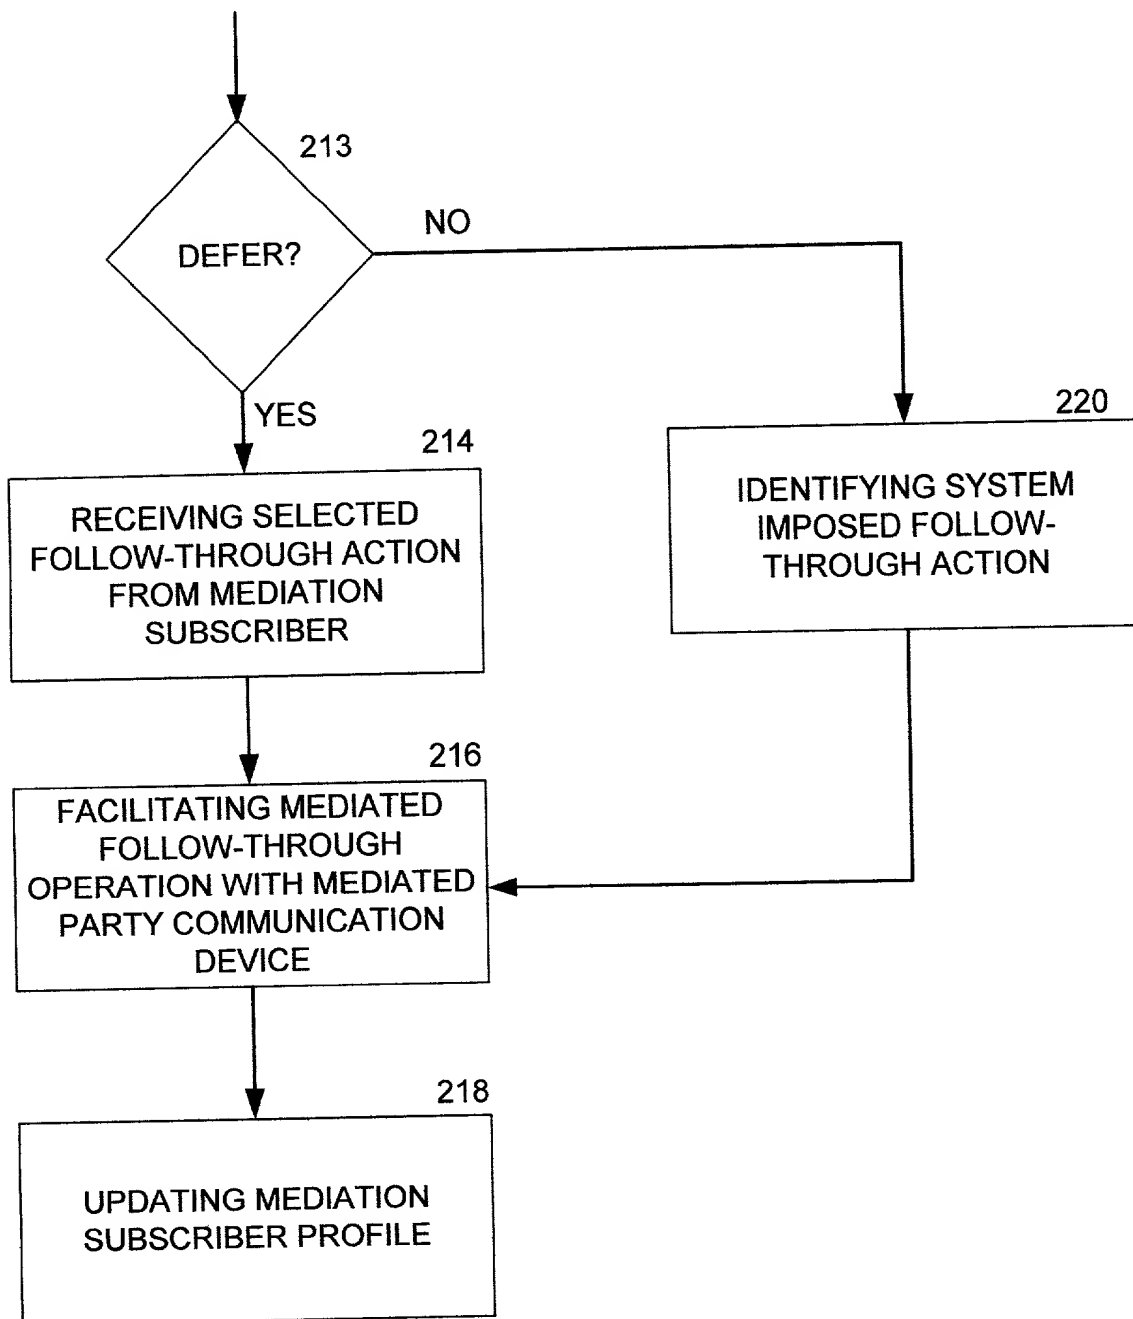 213
DEFER?
NO
YES
214
RECEIVING SELECTED
FOLLOW-THROUGH ACTION
FROM MEDIATION
SUBSCRIBER
220
IDENTIFYING SYSTEM
IMPOSED FOLLOW-
THROUGH ACTION
216
FACILITATING MEDIATED
FOLLOW-THROUGH
OPERATION WITH MEDIATED
PARTY COMMUNICATION
DEVICE
218
UPDATING MEDIATION
SUBSCRIBER PROFILE